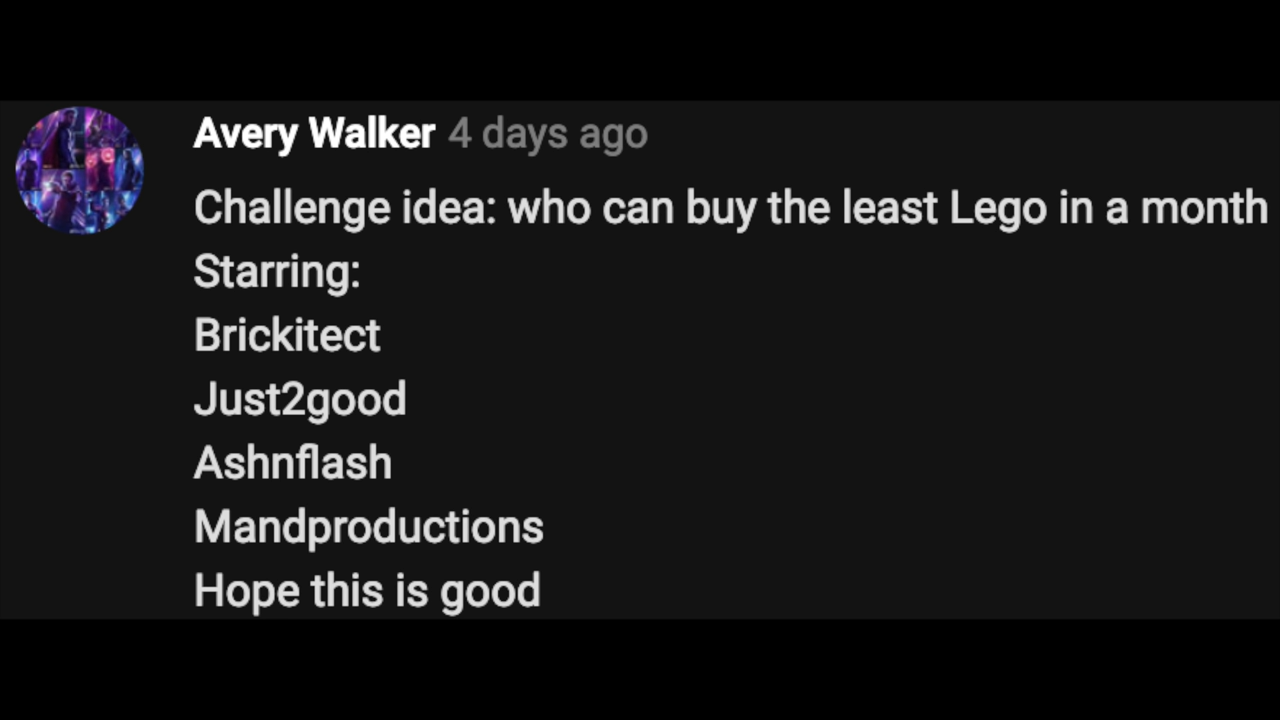 Avery Walker 4 days ago
Challenge idea: who can buy the least Lego in a month
Starring:
Brickitect
Just2good
Ashnflash
Mandproductions
Hope this is good